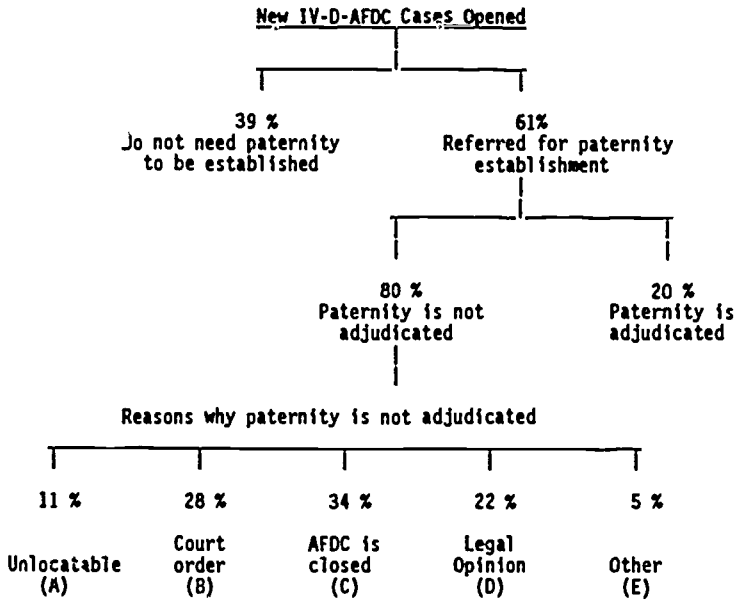 New IV-D-AFDC Cases Opened
39 %
Do not need paternity
to be established
61%
Referred for paternity
establishment
80 %
Paternity is not
adjudicated
20 %
Paternity is
adjudicated
Reasons why paternity is not adjudicated
11 % 28 % 34 % 22 % 5 %
Court AFDC is Legal
Unlocatable order closed Opinion Other
(A) (B) (C) (D) (E)